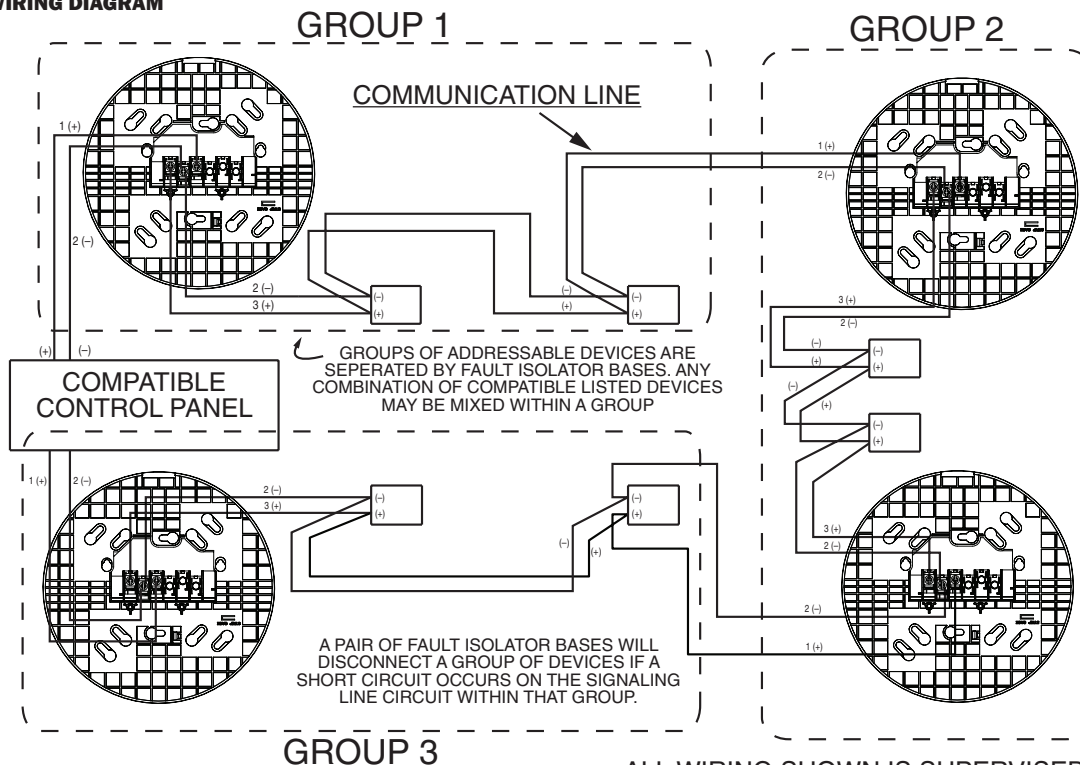 WIRING DIAGRAM
GROUP 1
GROUP 2
COMMUNICATION LINE
1 (+)
2 (–)
2 (–)
3 (+)
(–)
(+)
(–)
(+)
(–)
(+)
1 (+)
2 (–)
3 (+)
2 (–)
(–)
(+)
(–)
(+)
(–)
(+)
(–)
(+)
(–)
(+)
3 (+)
2 (–)
2 (–)
1 (+)
(+)
(–)
COMPATIBLE
CONTROL PANEL
GROUPS OF ADDRESSABLE DEVICES ARE
SEPERATED BY FAULT ISOLATOR BASES. ANY
COMBINATION OF COMPATIBLE LISTED DEVICES
MAY BE MIXED WITHIN A GROUP
1 (+)
2 (–)
2 (–)
3 (+)
(–)
(+)
(–)
(+)
(–)
(+)
A PAIR OF FAULT ISOLATOR BASES WILL
DISCONNECT A GROUP OF DEVICES IF A
SHORT CIRCUIT OCCURS ON THE SIGNALING
LINE CIRCUIT WITHIN THAT GROUP.
GROUP 3
ALL WIRING SHOWN IS SUPERVISED